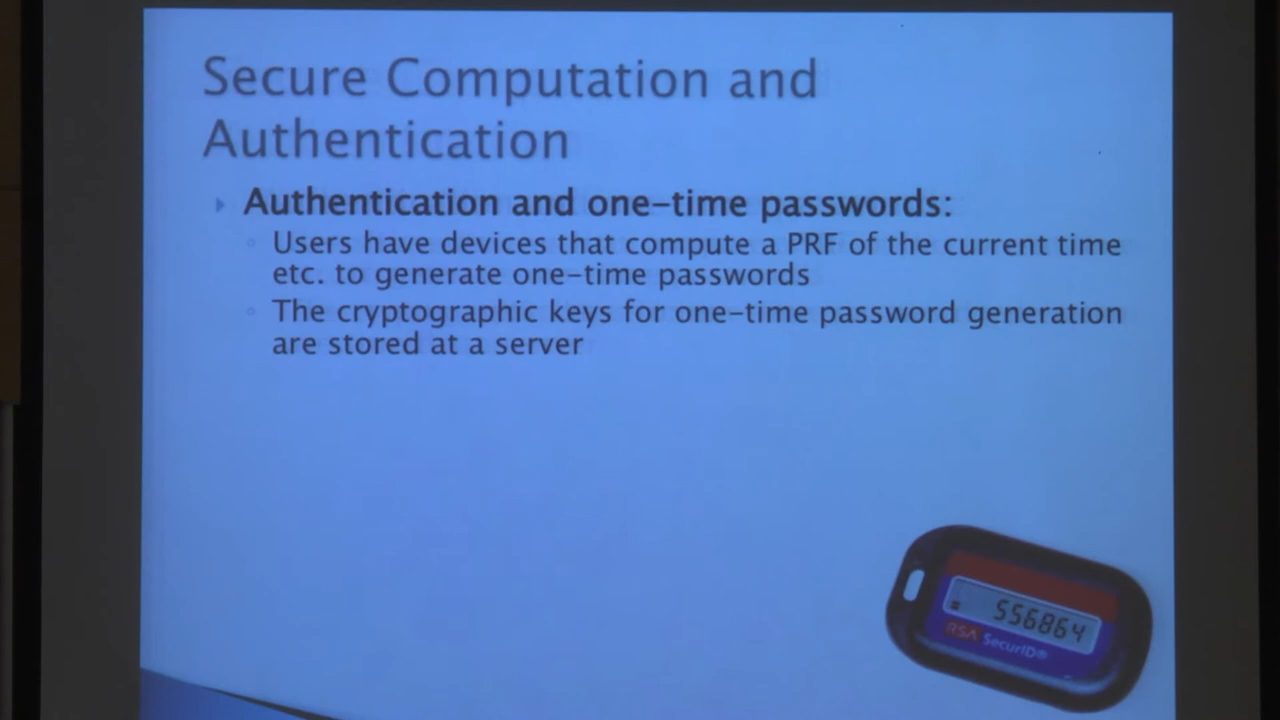 Secure Computation and
Authentication
Authentication and one-time passwords:
Users have devices that compute a PRF of the current time
etc. to generate one-time passwords
The cryptographic keys for one-time password generation
are stored at a server
556864
RSA SecurID®